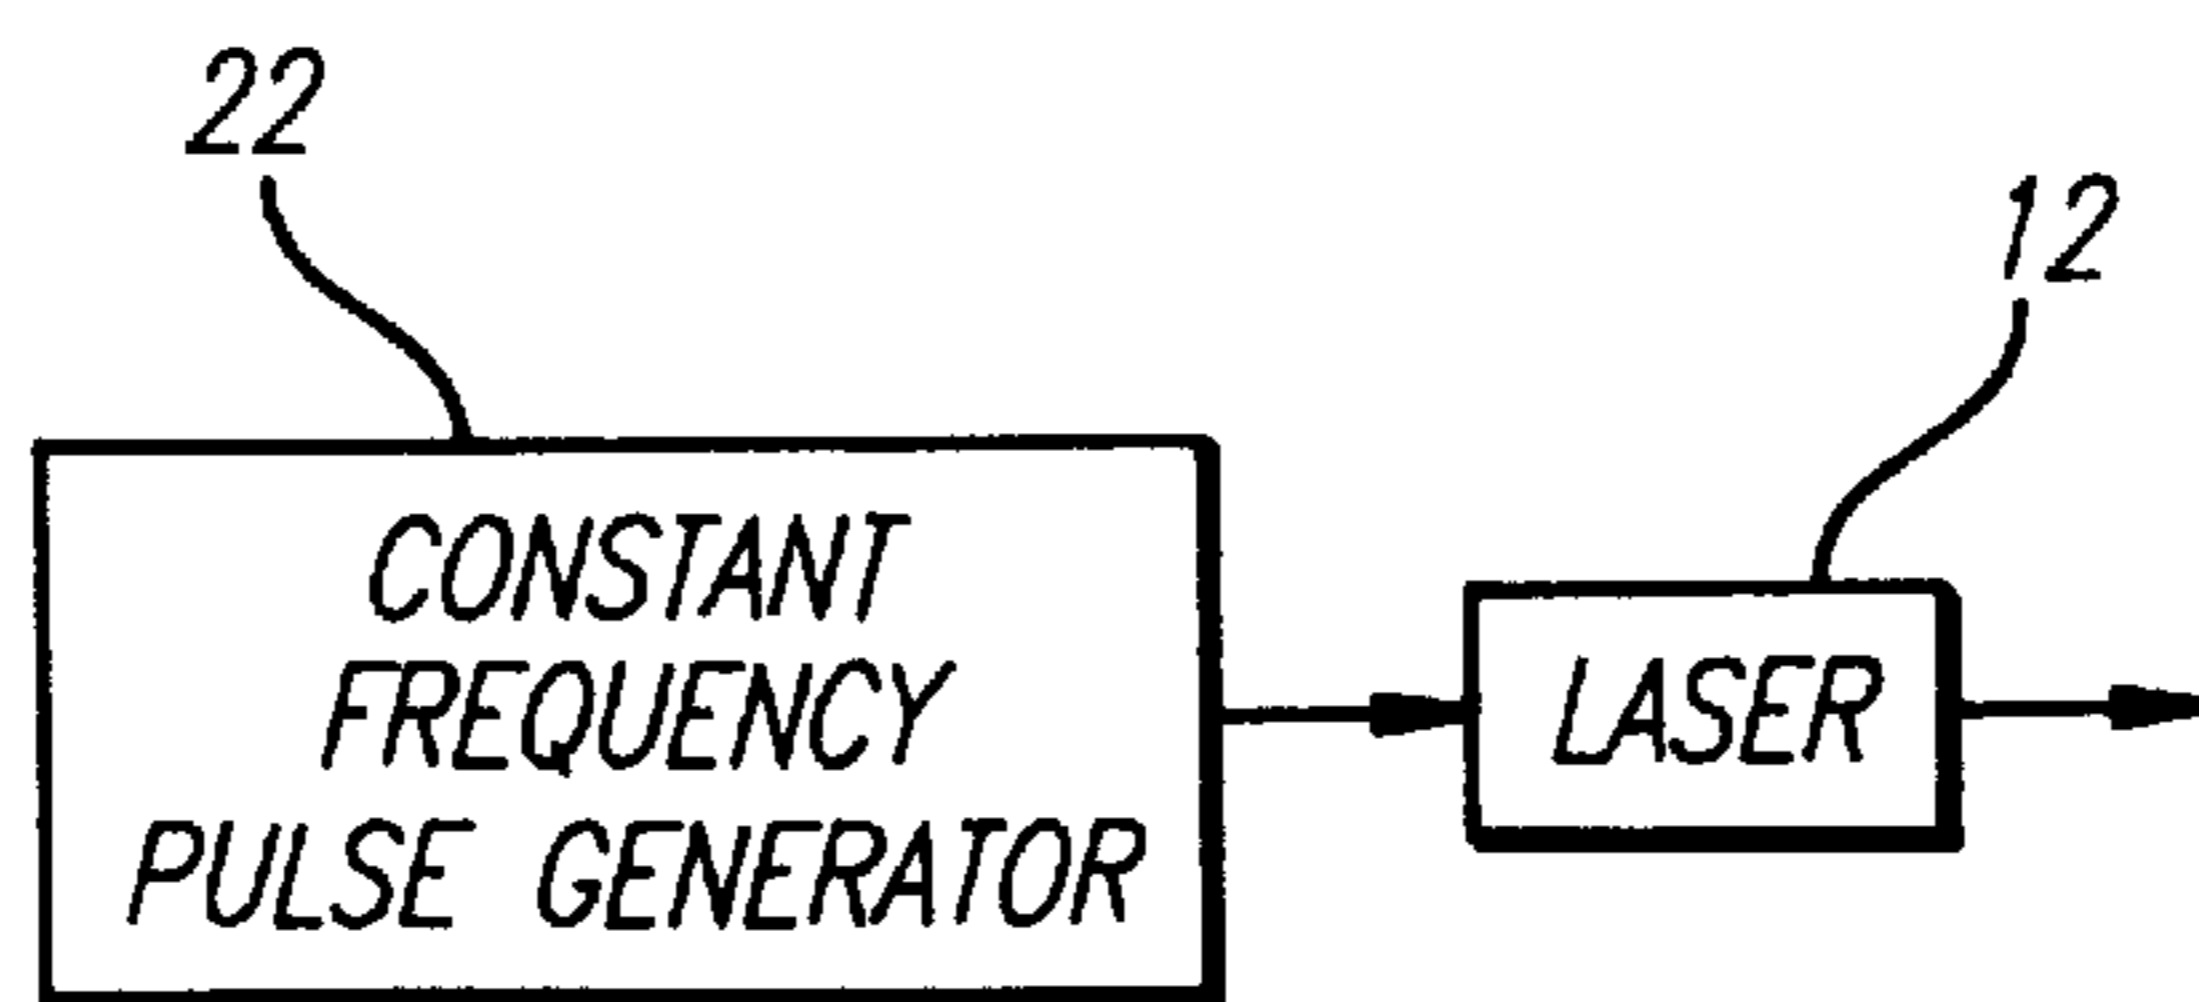 22
12
CONSTANT
FREQUENCY
PULSE GENERATOR
LASER